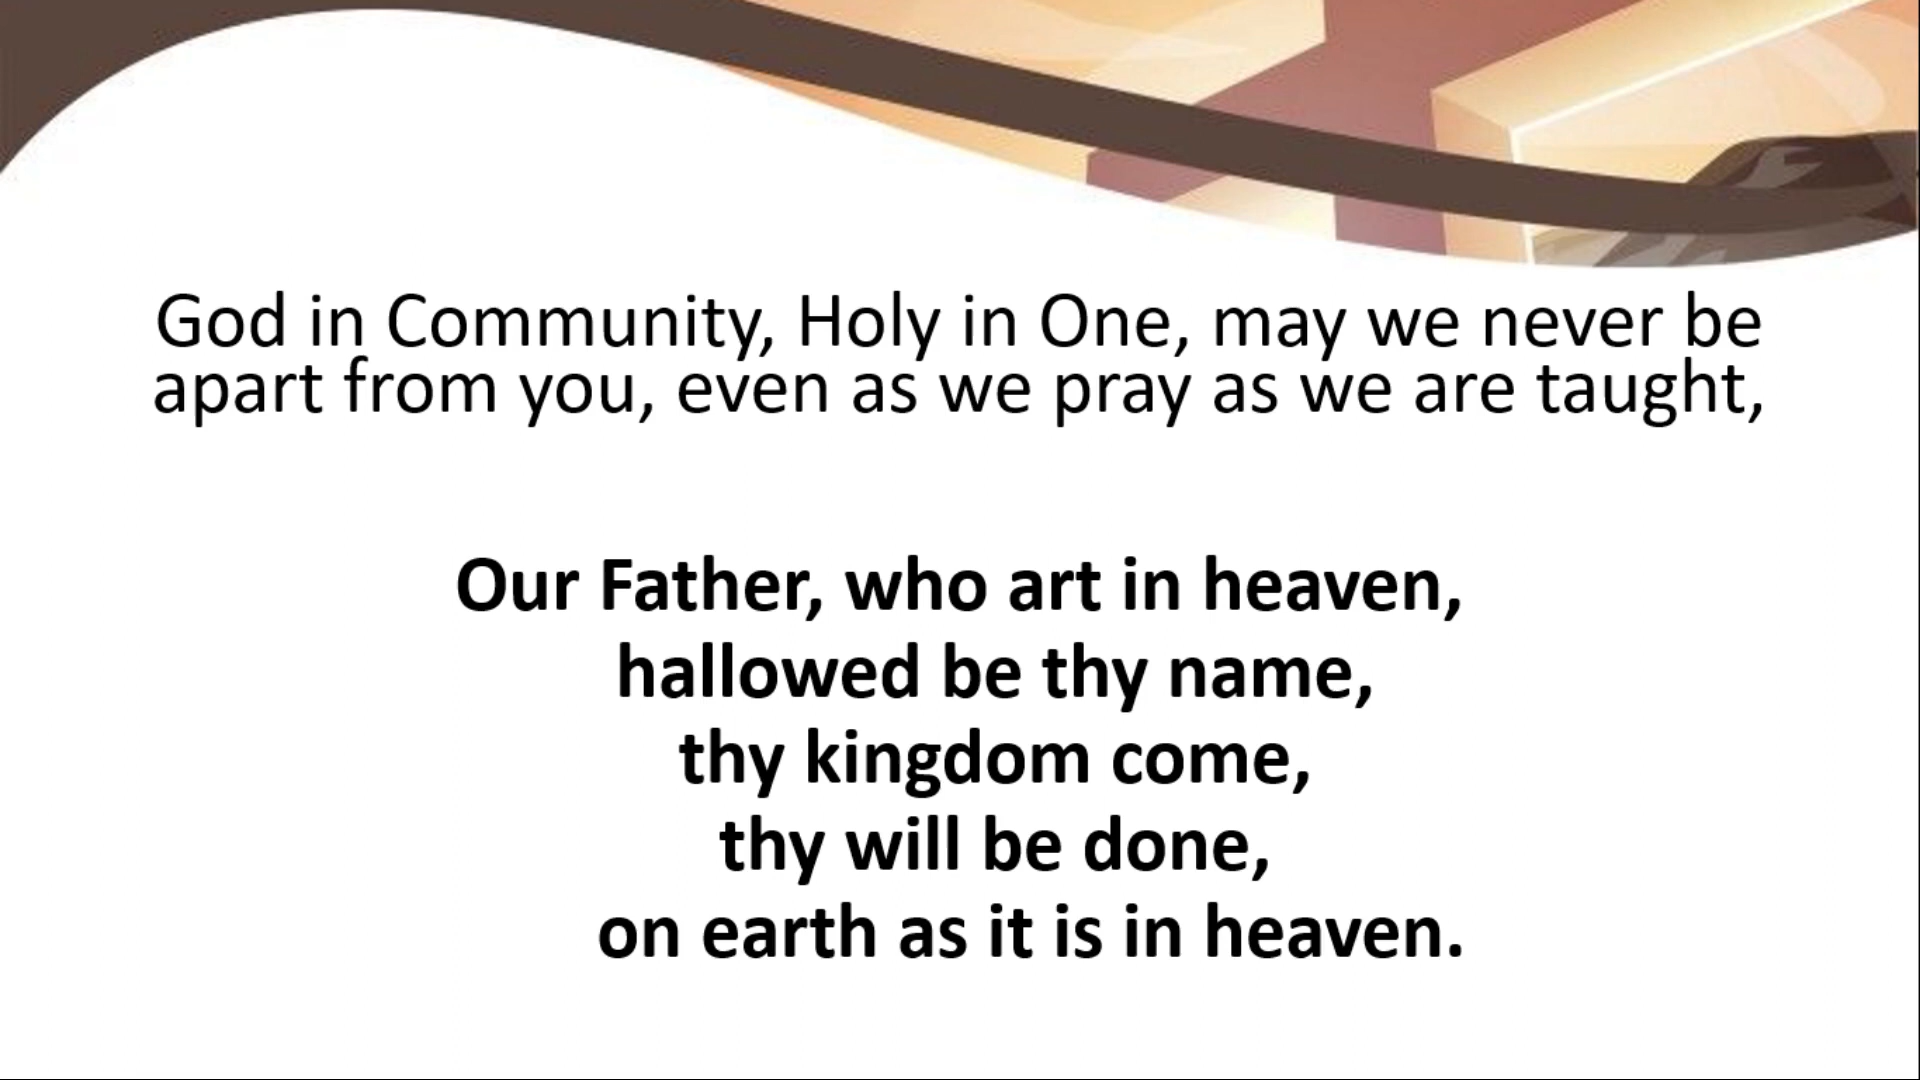 God in Community, Holy in One, may we never be
apart from you, even as we pray as we are taught,
Our Father, who art in heaven,
hallowed be thy name,
thy kingdom come,
thy will be done,
on earth as it is in heaven.